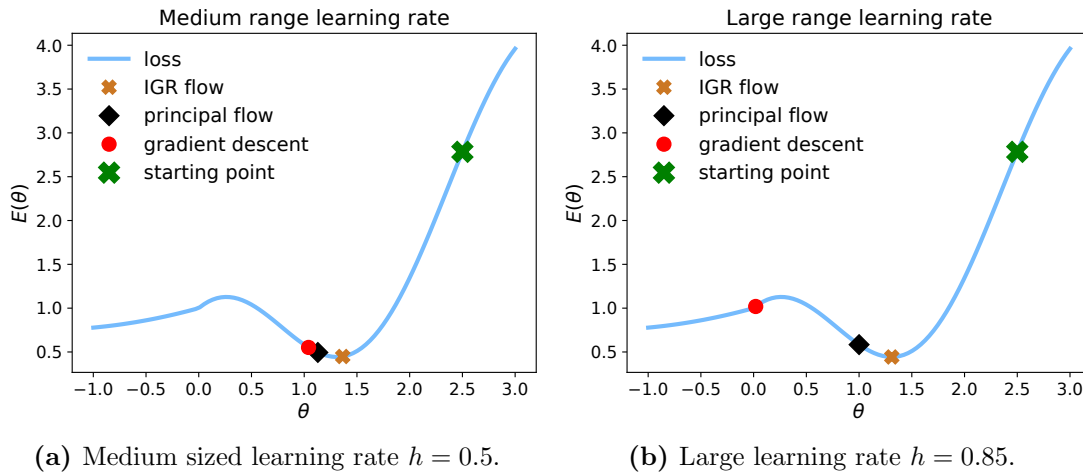 Medium range learning rate
4.0
3.5
3.0
2.5
2.0
1.5
1.0
0.5
E(θ)
loss
IGR flow
principal flow
gradient descent
starting point
−1.0 −0.5 0.0 0.5 1.0 1.5 2.0 2.5 3.0
θ
(a) Medium sized learning rate h = 0.5.
Large range learning rate
4.0
3.5
3.0
2.5
2.0
1.5
1.0
0.5
E(θ)
loss
IGR flow
principal flow
gradient descent
starting point
−1.0 −0.5 0.0 0.5 1.0 1.5 2.0 2.5 3.0
θ
(b) Large learning rate h = 0.85.